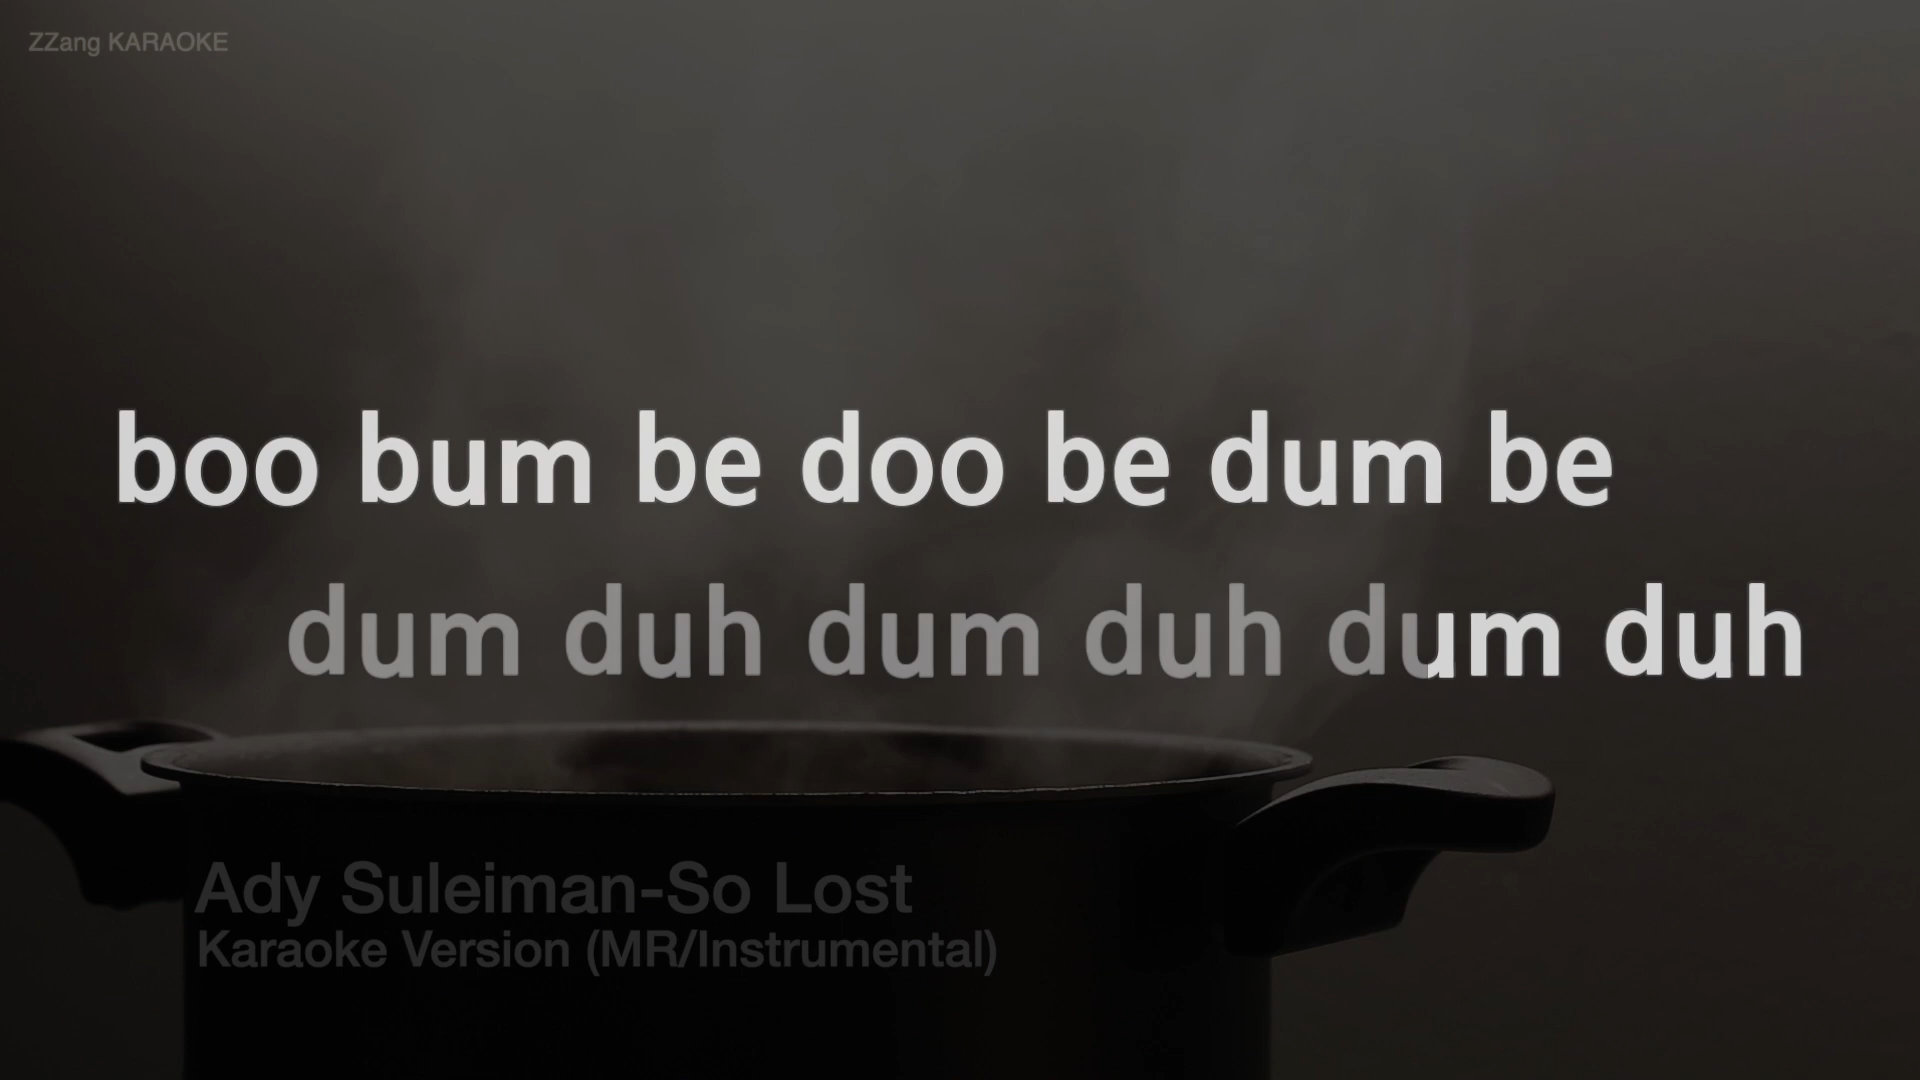 ZZang KARAOKE
boo bum be doo be dum be
dum duh dum duh dum duh
Ady Suleiman-So Lost
Karaoke Version (MR/Instrumental)